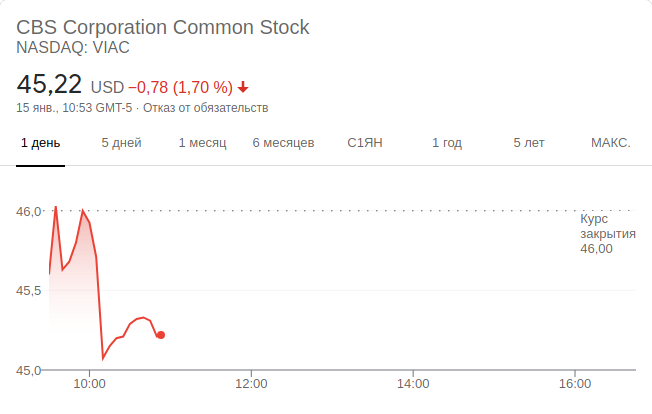 CBS Corporation Common Stock
NASDAQ: VIAC
45,22 USD −0,78 (1,70 %)
15 янв., 10:53 GMT-5 · Отказ от обязательств
1 день 5 дней 1 месяц 6 месяцев С1ЯН 1 год 5 лет МАКС.
46,0
Курс
закрытия
46,00
45,5
45,0
10:00 12:00 14:00 16:00